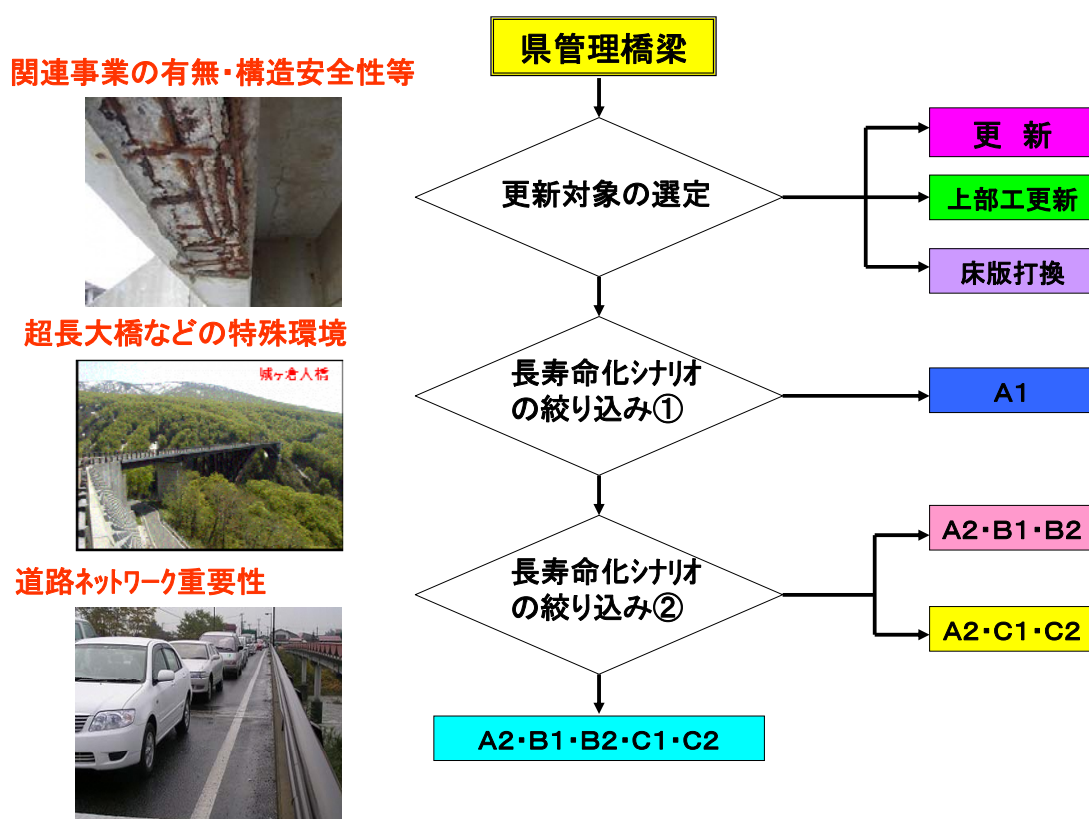 県管理橋梁
関連事業の有無・構造安全性等
更新対象の選定
更 新
上部工更新
床版打換
超長大橋などの特殊環境
城ヶ倉大橋
長寿命化シナリオ
の絞り込み①
A1
道路ネットワーク重要性
長寿命化シナリオ
の絞り込み②
A2・B1・B2
A2・C1・C2
A2・B1・B2・C1・C2